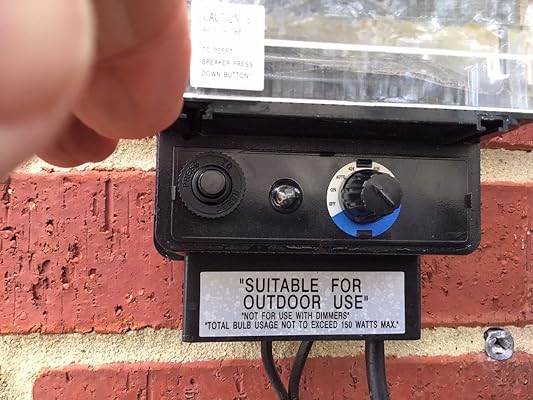 CAUTION
TO RESET
BREAKER PRESS
DOWN BUTTON
AUTO
ON
OFF
"SUITABLE FOR
OUTDOOR USE"
"NOT FOR USE WITH DIMMERS"
"TOTAL BULB USAGE NOT TO EXCEED 150 WATTS MAX."